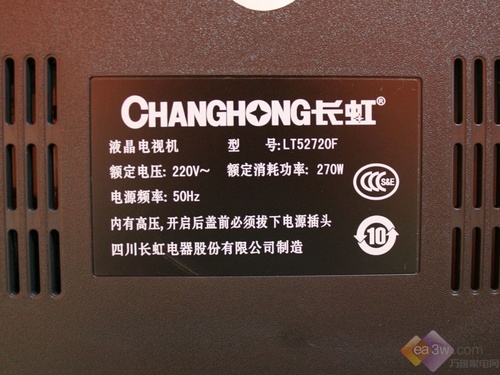 CHANGHONG长虹®
液晶电视机 型 号:LT52720F
额定电压: 220V～ 额定消耗功率: 270W
电源频率: 50Hz
CCC S&E
内有高压,开启后盖前必须拔下电源插头
10
四川长虹电器股份有限公司制造
ea3w.com
万维家电网